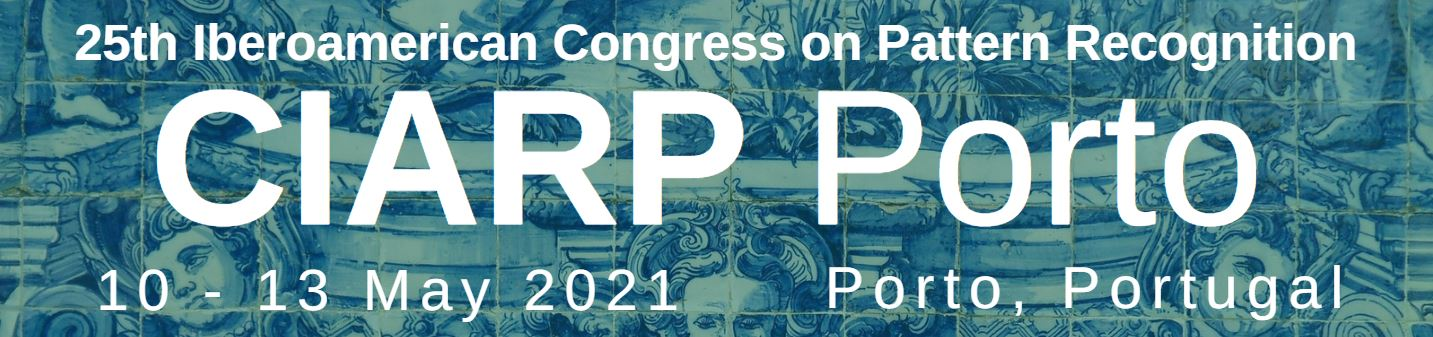 25th Iberoamerican Congress on Pattern Recognition
CIARP Porto
10 - 13 May 2021 Porto, Portugal